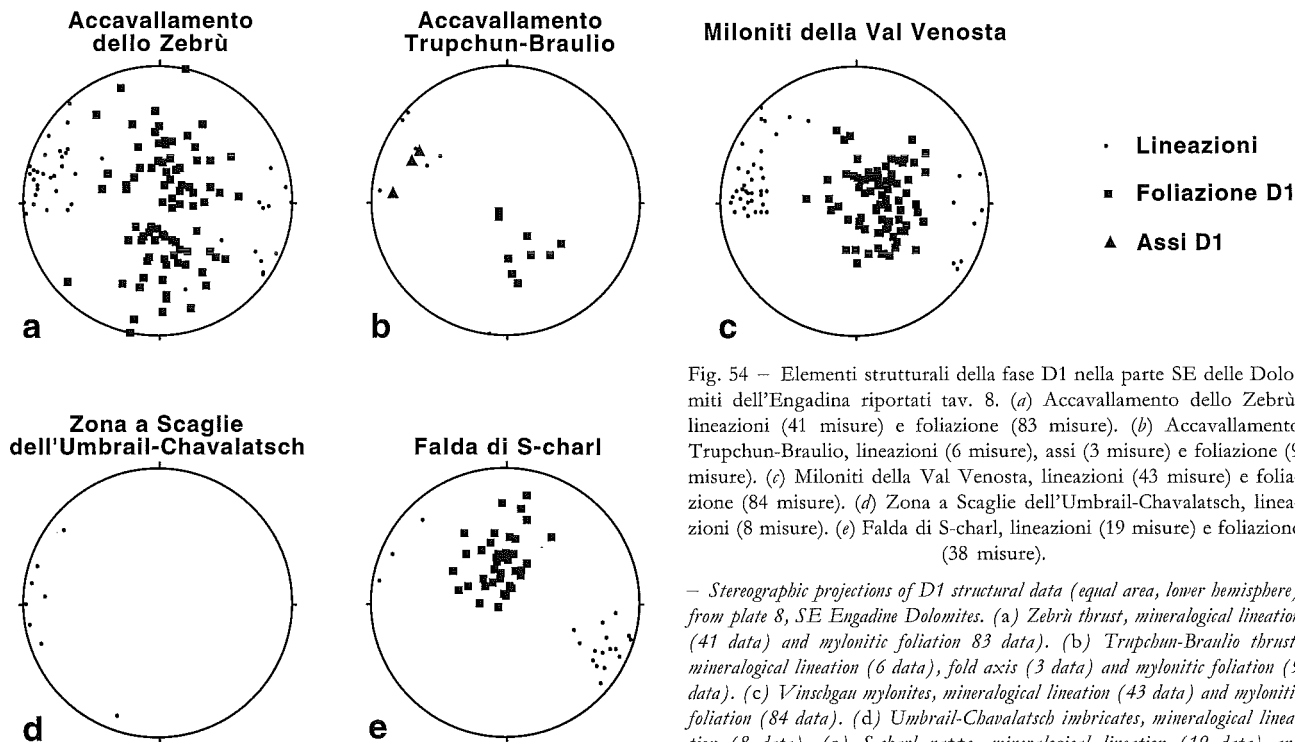 Accavallamento
dello Zebrù
Accavallamento
Trupchun-Braulio
Miloniti della Val Venosta
Lineazioni
Foliazione D1
Assi D1
a
b
c
Zona a Scaglie
dell'Umbrail-Chavalatsch
Falda di S-charl
d
e
Fig. 54 – Elementi strutturali della fase D1 nella parte SE delle Dolo-
miti dell'Engadina riportati tav. 8. (a) Accavallamento dello Zebrù
lineazioni (41 misure) e foliazione (83 misure). (b) Accavallamento
Trupchun-Braulio, lineazioni (6 misure), assi (3 misure) e foliazione (9
misure). (c) Miloniti della Val Venosta, lineazioni (43 misure) e folia-
zione (84 misure). (d) Zona a Scaglie dell'Umbrail-Chavalatsch, linea-
zioni (8 misure). (e) Falda di S-charl, lineazioni (19 misure) e foliazione
(38 misure).
– Stereographic projections of D1 structural data (equal area, lower hemisphere)
from plate 8, SE Engadine Dolomites. (a) Zebrù thrust, mineralogical lineation
(41 data) and mylonitic foliation 83 data). (b) Trupchun-Braulio thrust
mineralogical lineation (6 data), fold axis (3 data) and mylonitic foliation (9
data). (c) Vinschgau mylonites, mineralogical lineation (43 data) and myloniti
foliation (84 data). (d) Umbrail-Chavalatsch imbricates, mineralogical linea-